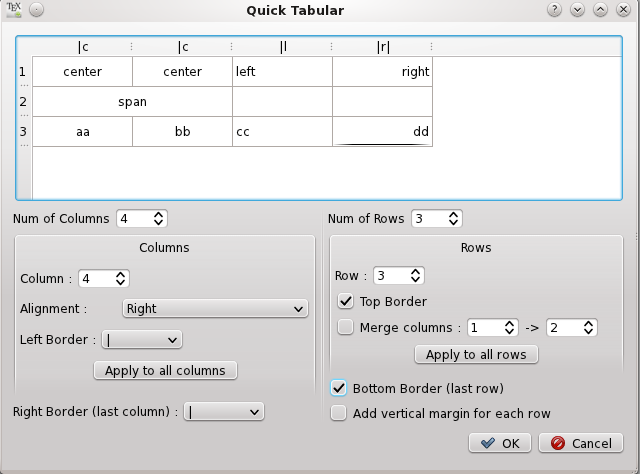 TEX
Quick Tabular
|c |c |l |r|
1 center center left right
2 span
3 aa bb cc dd
Num of Columns 4
Num of Rows 3
Columns
Column : 4
Alignment : Right
Left Border : |
Apply to all columns
Right Border (last column) : |
Rows
Row : 3
Top Border
Merge columns : 1 -> 2
Apply to all rows
Bottom Border (last row)
Add vertical margin for each row
OK Cancel